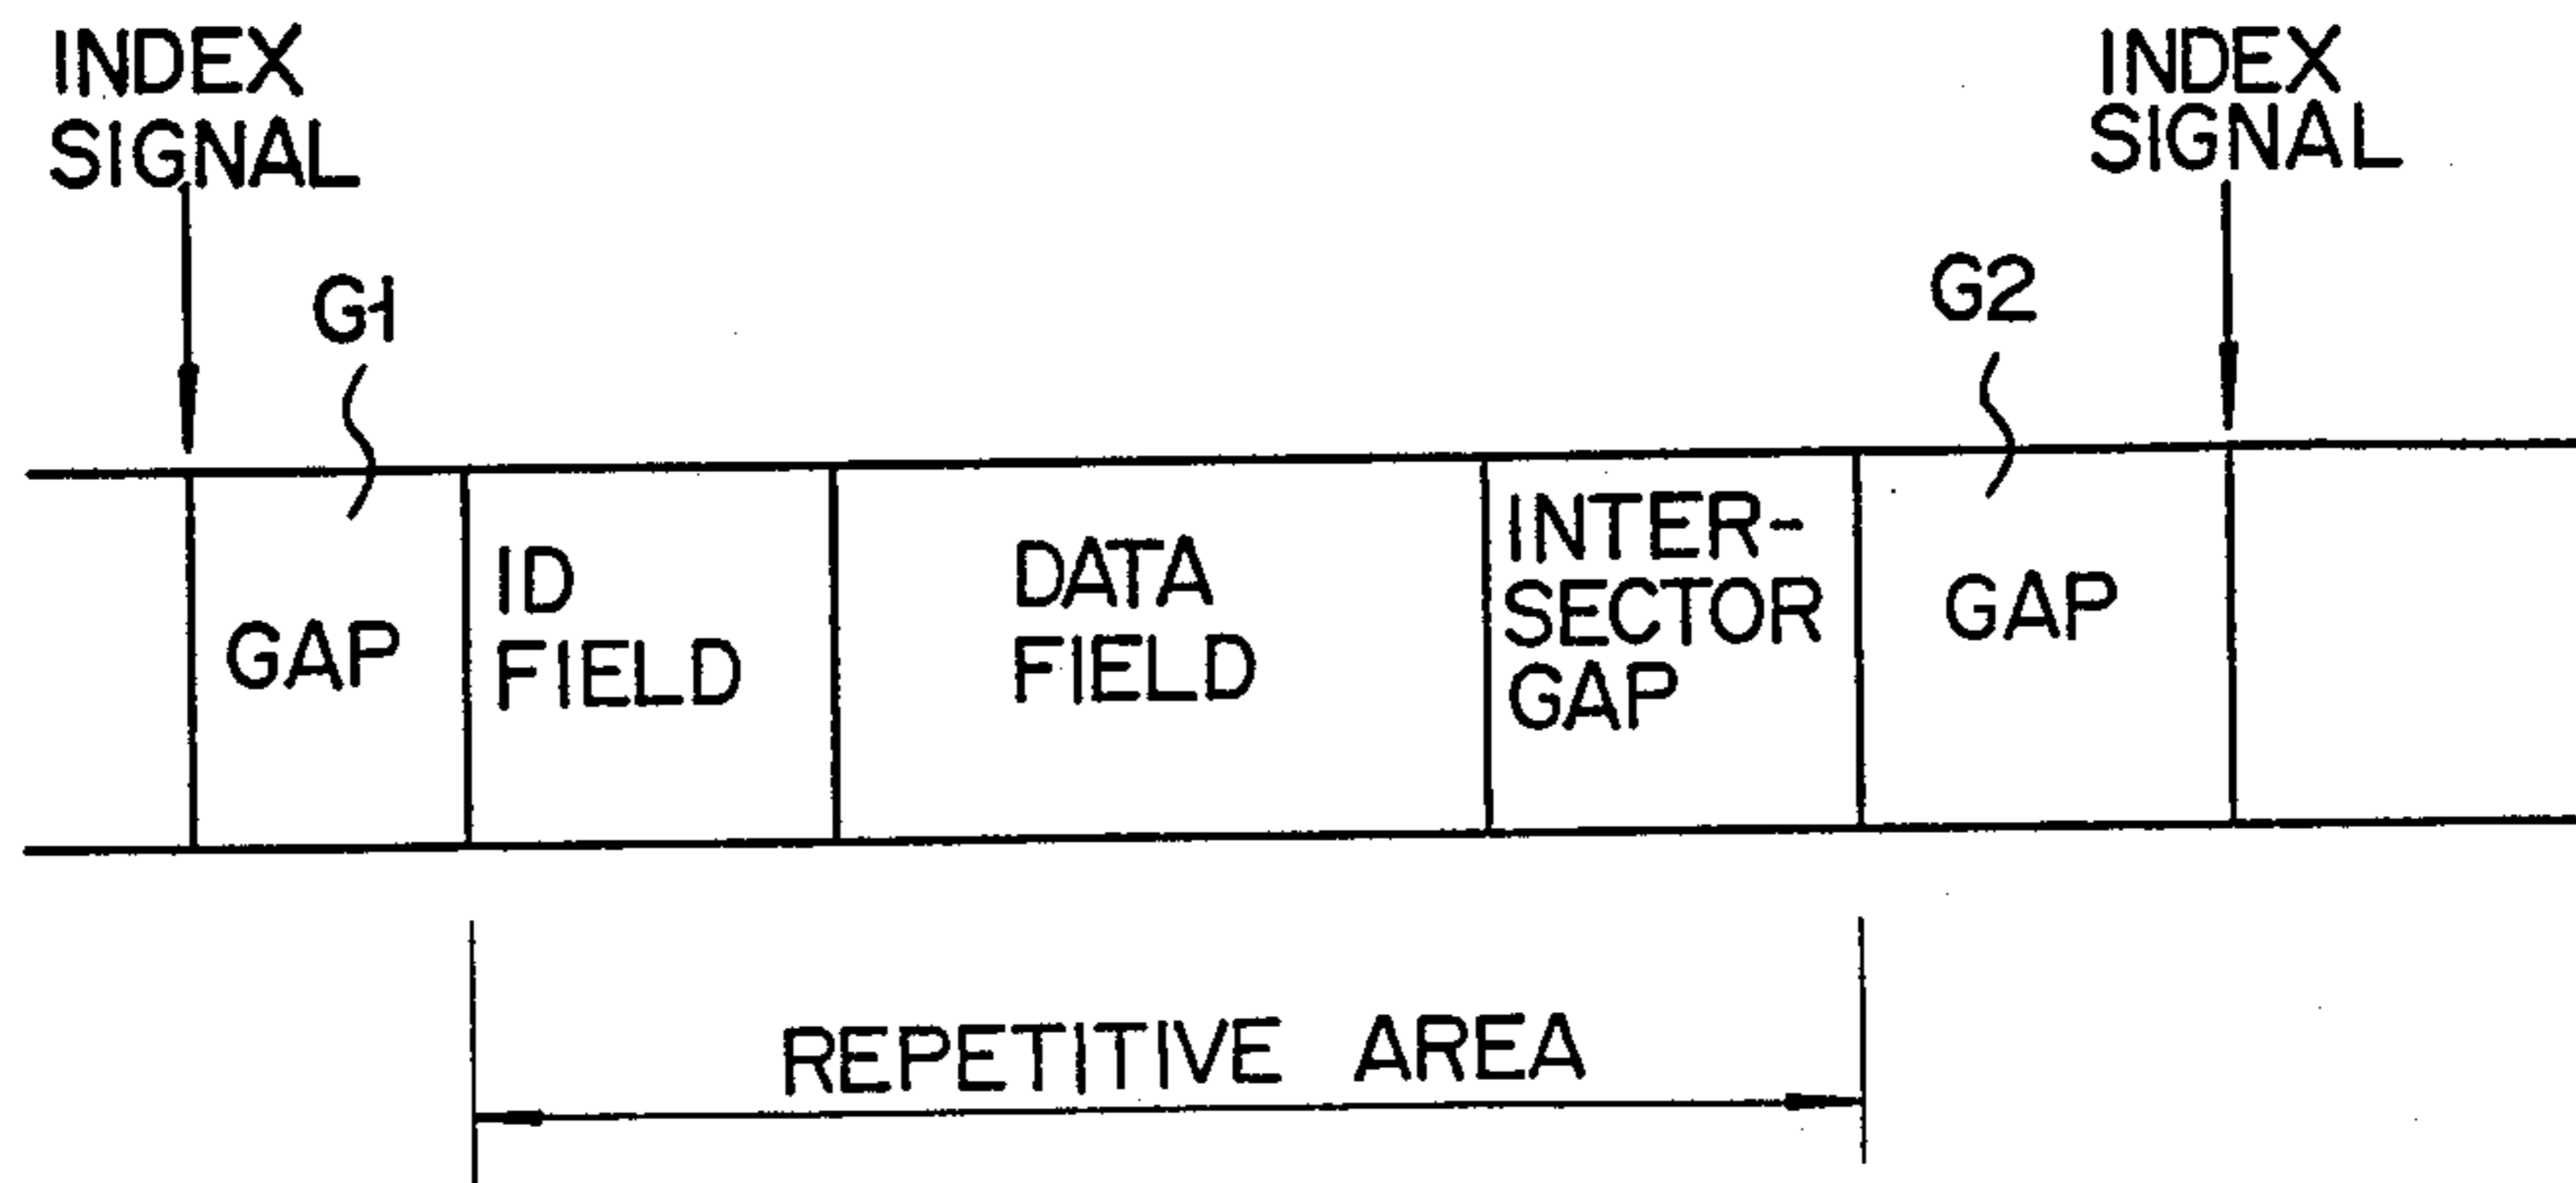 INDEX
SIGNAL
INDEX
SIGNAL
G1
G2
GAP
ID
FIELD
DATA
FIELD
INTER-
SECTOR
GAP
GAP
REPETITIVE AREA